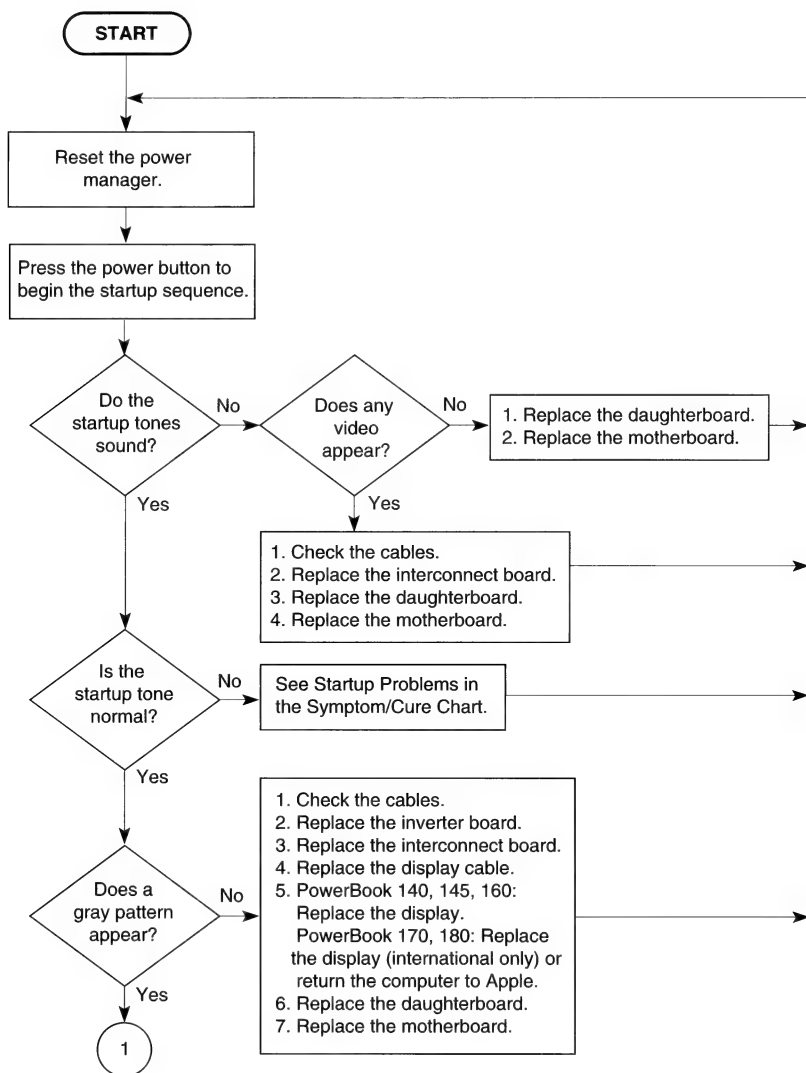 START
Reset the power
manager.
Press the power button to
begin the startup sequence.
Do the
startup tones
sound?
No
Yes
Does any
video
appear?
No
Yes
1. Replace the daughterboard.
2. Replace the motherboard.
1. Check the cables.
2. Replace the interconnect board.
3. Replace the daughterboard.
4. Replace the motherboard.
Is the
startup tone
normal?
No
Yes
See Startup Problems in
the Symptom/Cure Chart.
Does a
gray pattern
appear?
No
Yes
1. Check the cables.
2. Replace the inverter board.
3. Replace the interconnect board.
4. Replace the display cable.
5. PowerBook 140, 145, 160:
Replace the display.
PowerBook 170, 180: Replace
the display (international only) or
return the computer to Apple.
6. Replace the daughterboard.
7. Replace the motherboard.
1